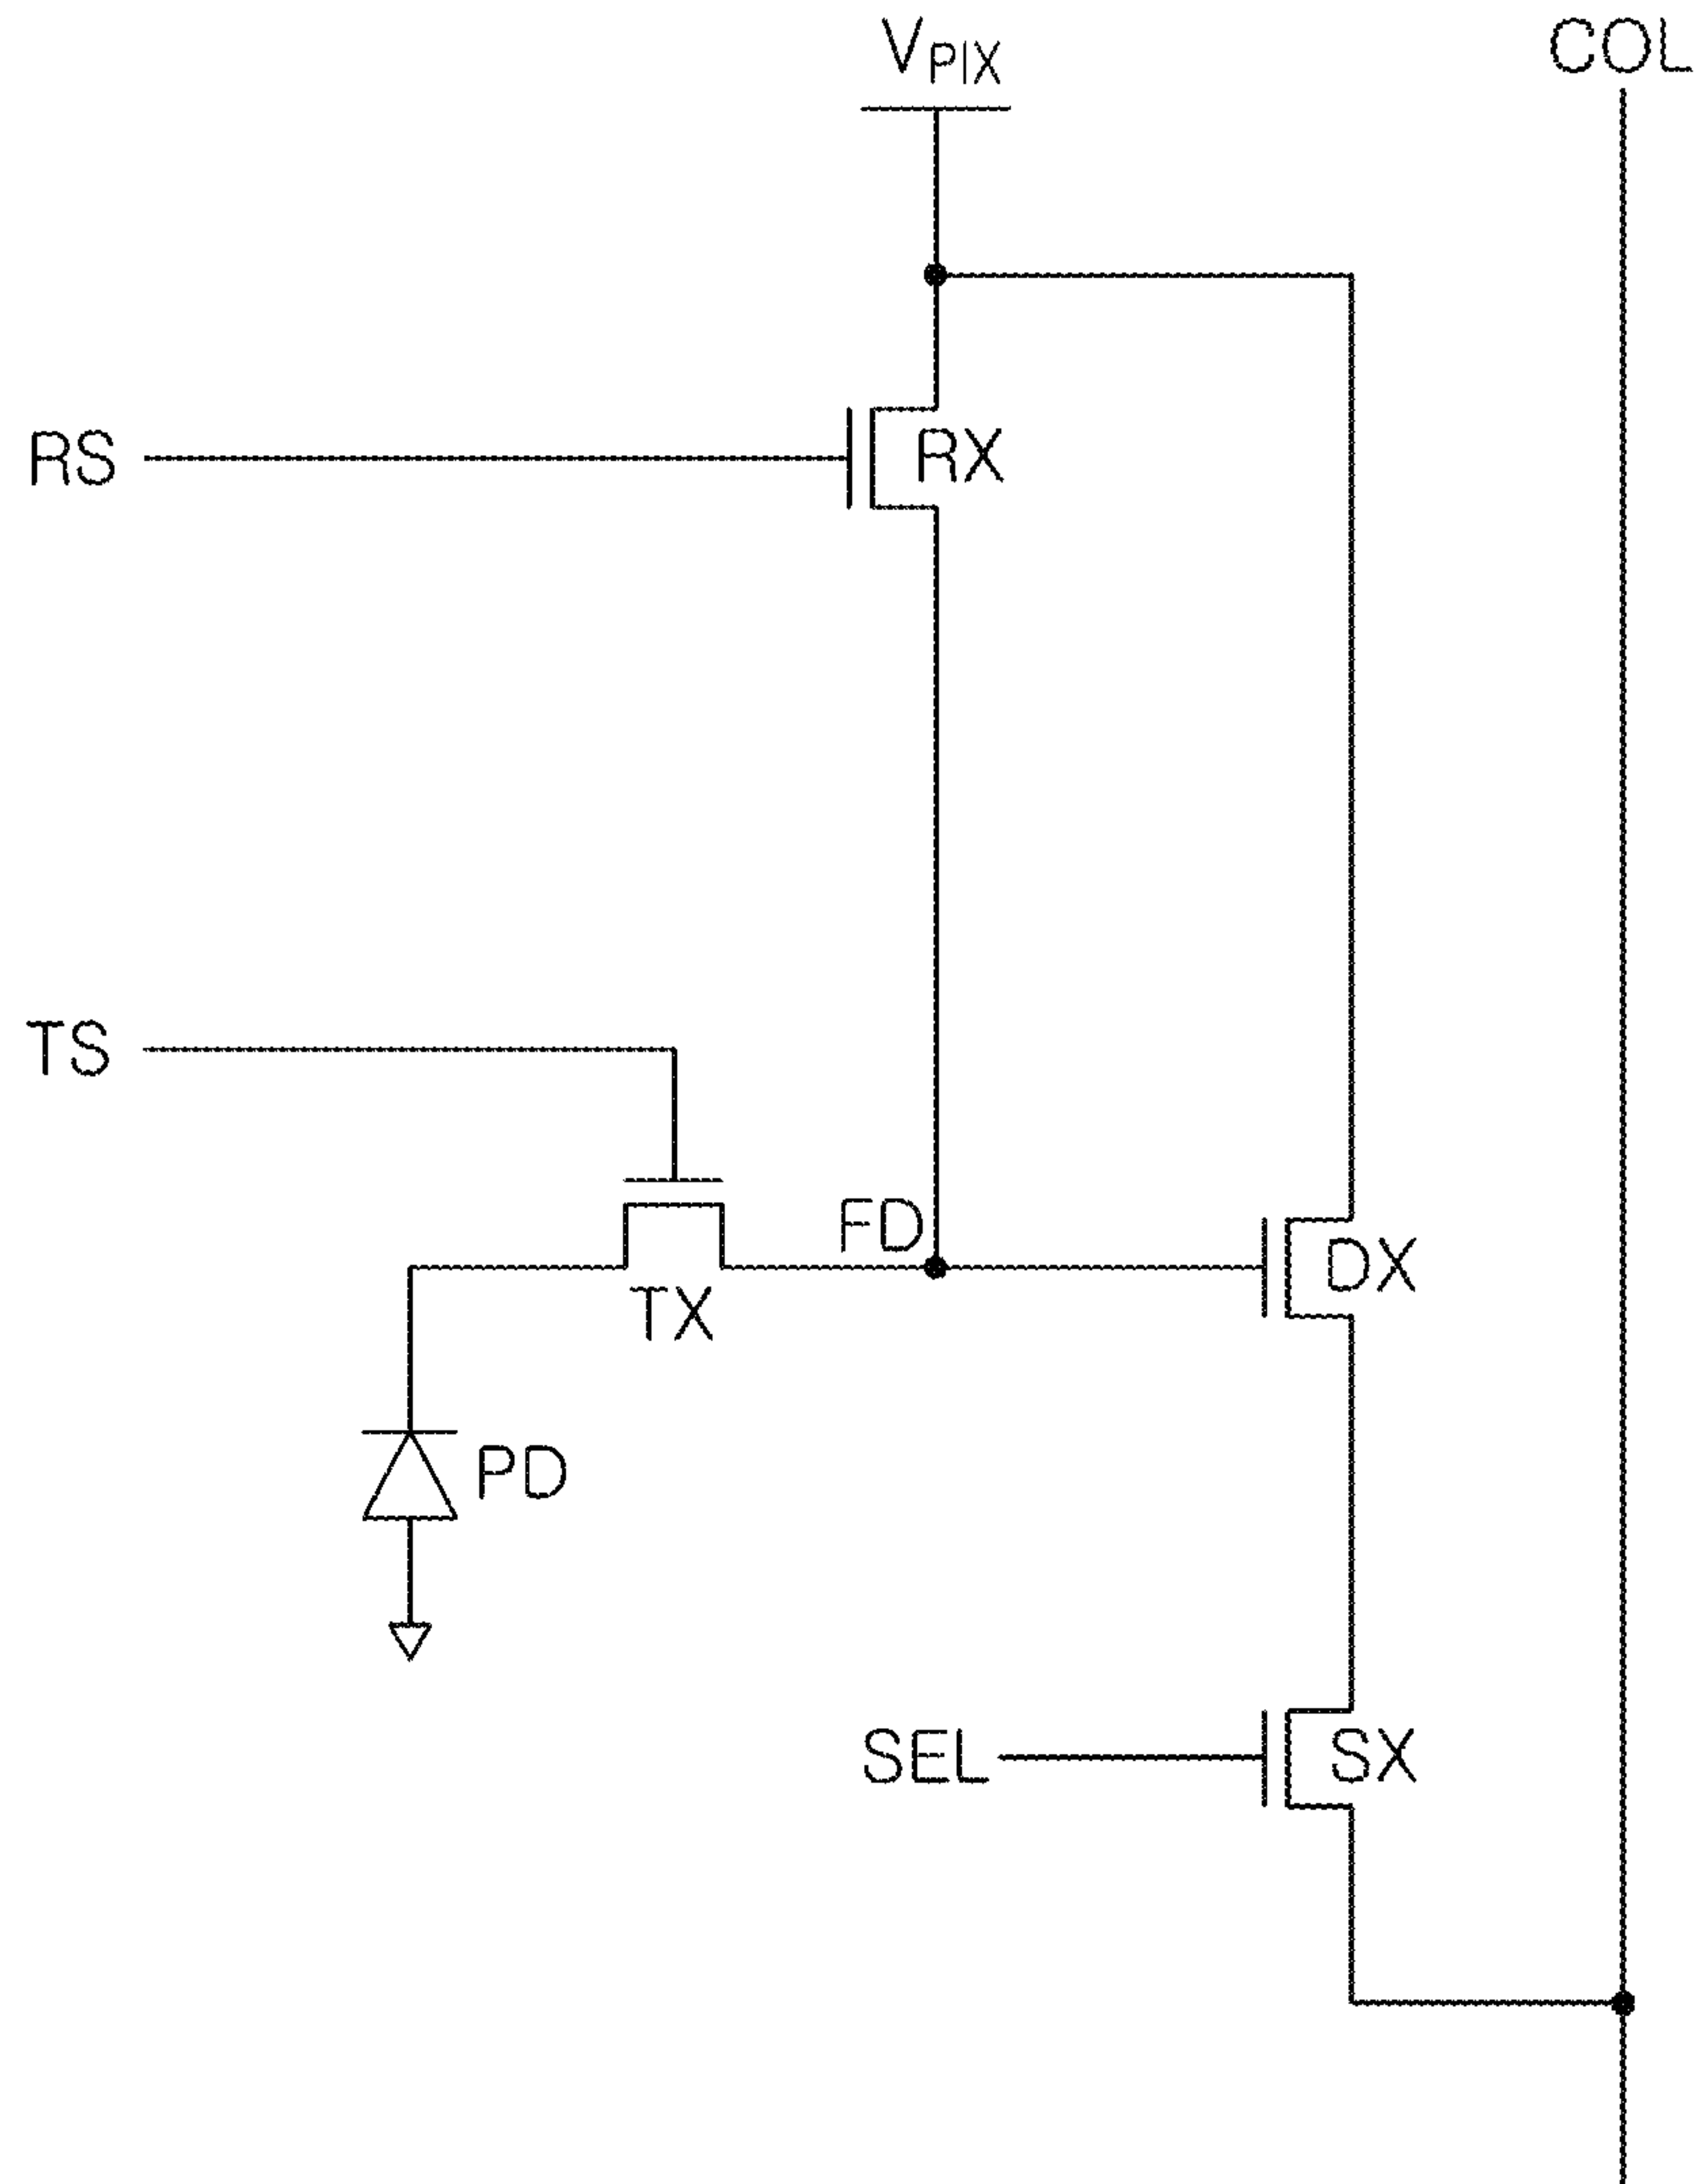 VPIX
COL
RS
RX
TS
FD
DX
TX
PD
SEL
SX